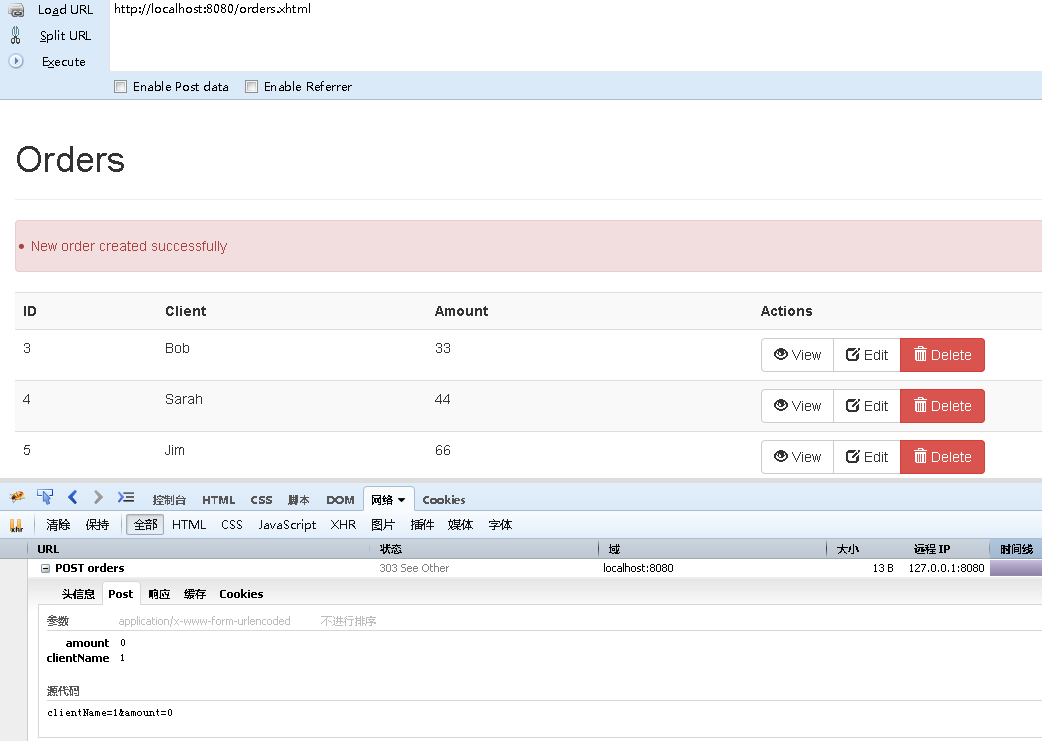 Load URL http://localhost:8080/orders.xhtml
Split URL
Execute
Enable Post data Enable Referrer
Orders
• New order created successfully
ID Client Amount Actions
3 Bob 33 View Edit Delete
4 Sarah 44 View Edit Delete
5 Jim 66 View Edit Delete
控制台 HTML CSS 脚本 DOM 网络 Cookies
清除 保持 全部 HTML CSS JavaScript XHR 图片 插件 媒体 字体
URL 状态 域 大小 远程 IP 时间线
POST orders 303 See Other localhost:8080 13 B 127.0.0.1:8080
头信息 Post 响应 缓存 Cookies
参数 application/x-www-form-urlencoded 不进行排序
amount 0
clientName 1
源代码
clientName=1&amount=0